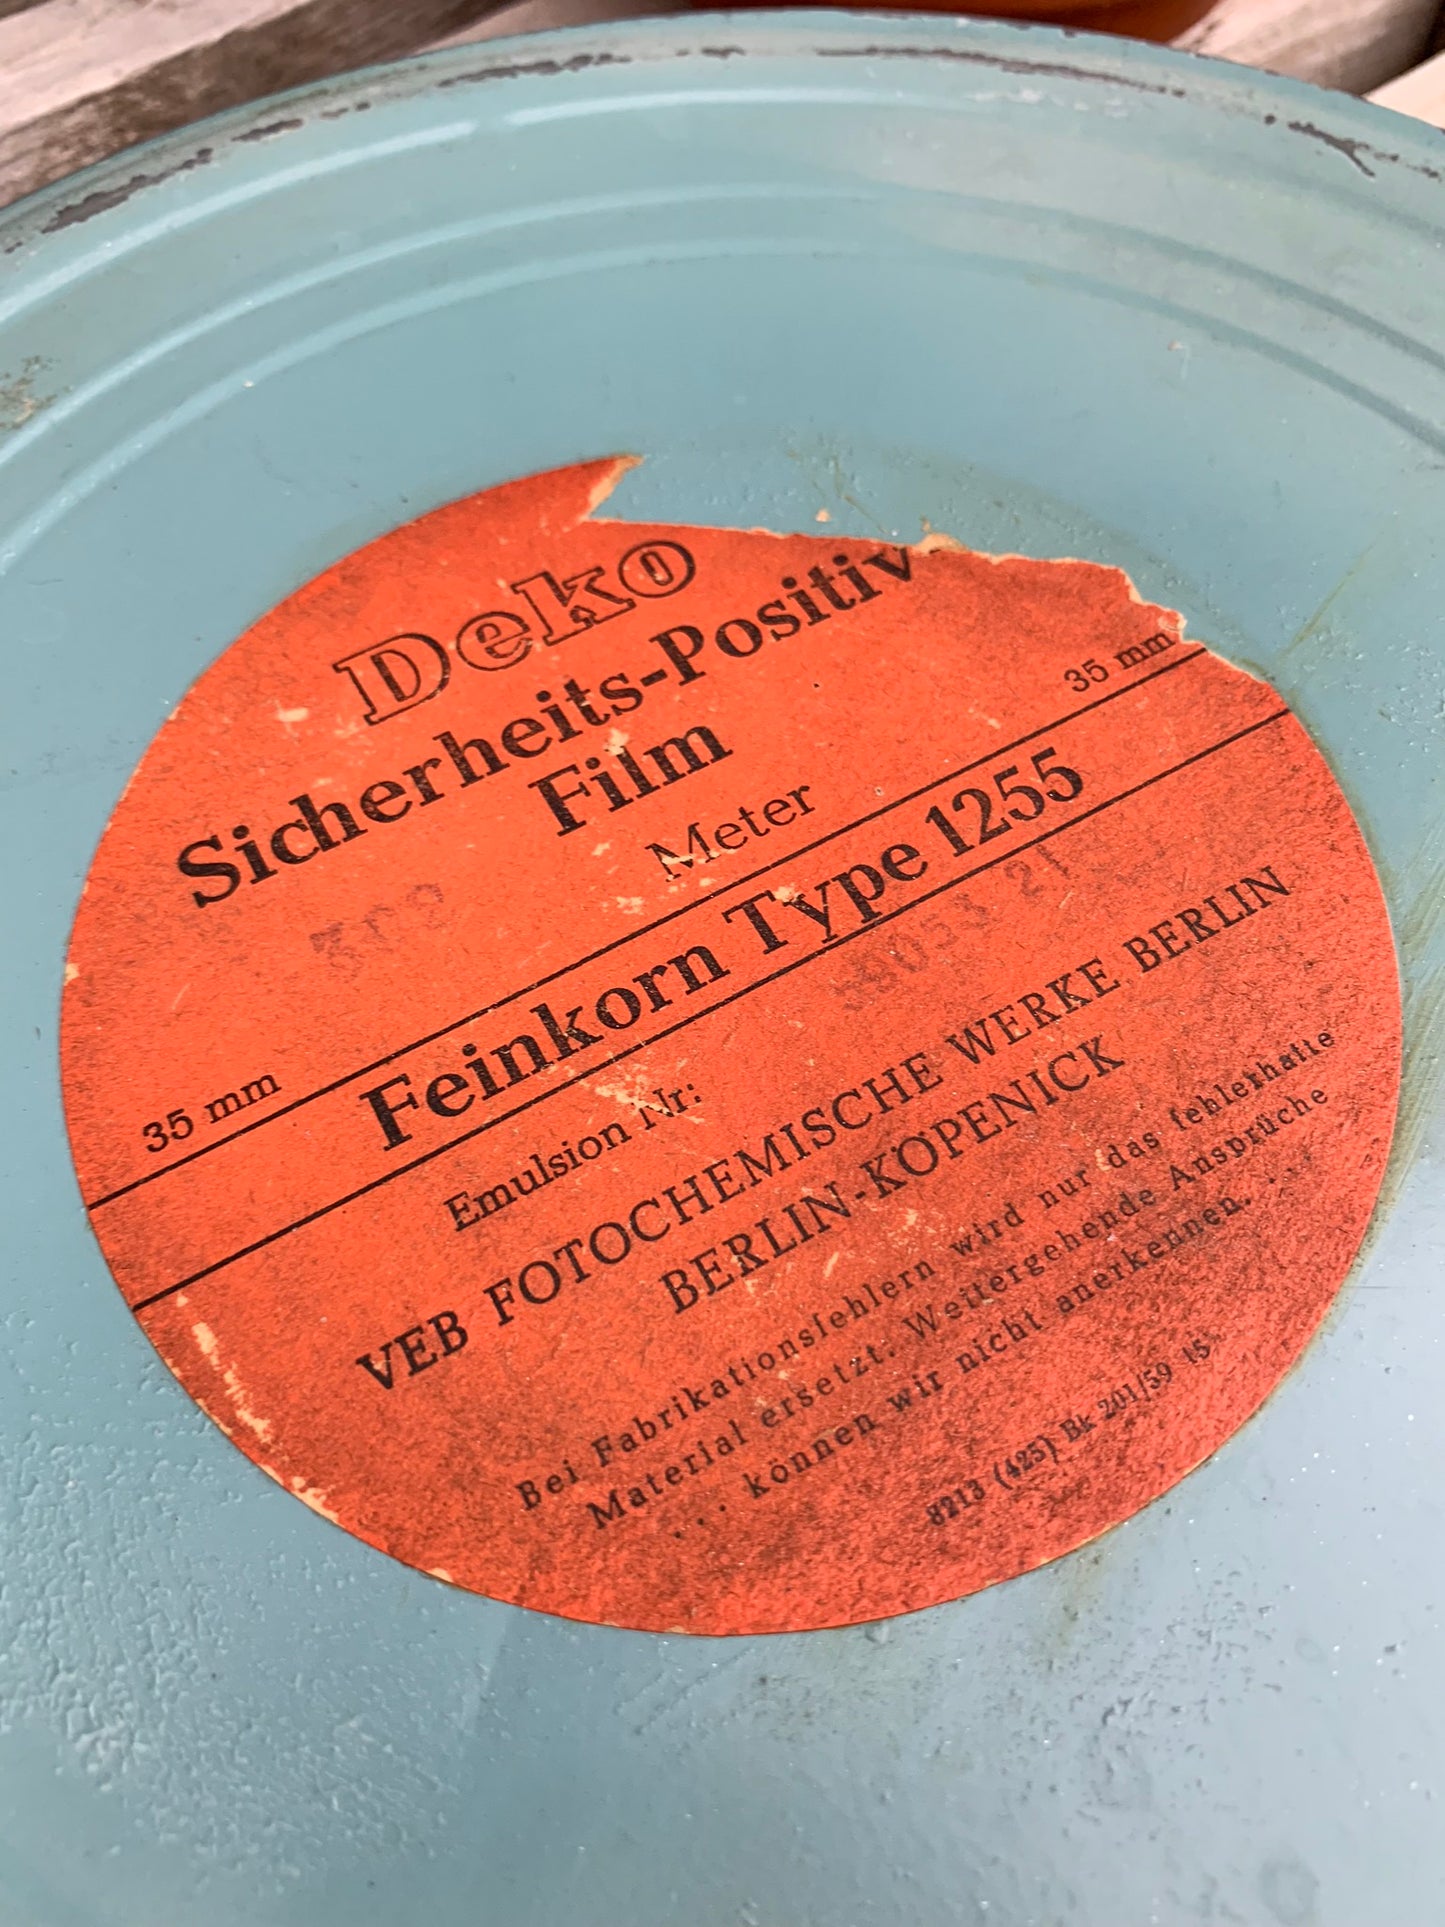 Deko
Sicherheits-Positiv
Film
Meter
35 mm 35 mm
Feinkorn Type 1255
Emulsion Nr:
VEB FOTOCHEMISCHE WERKE BERLIN
BERLIN-KÖPENICK
Bei Fabrikationsfehlern wird nur das fehlerhafte
Material ersetzt. Weitergehende Ansprüche
... können wir nicht anerkennen. ...
8213 (425) Bk 201/59 15